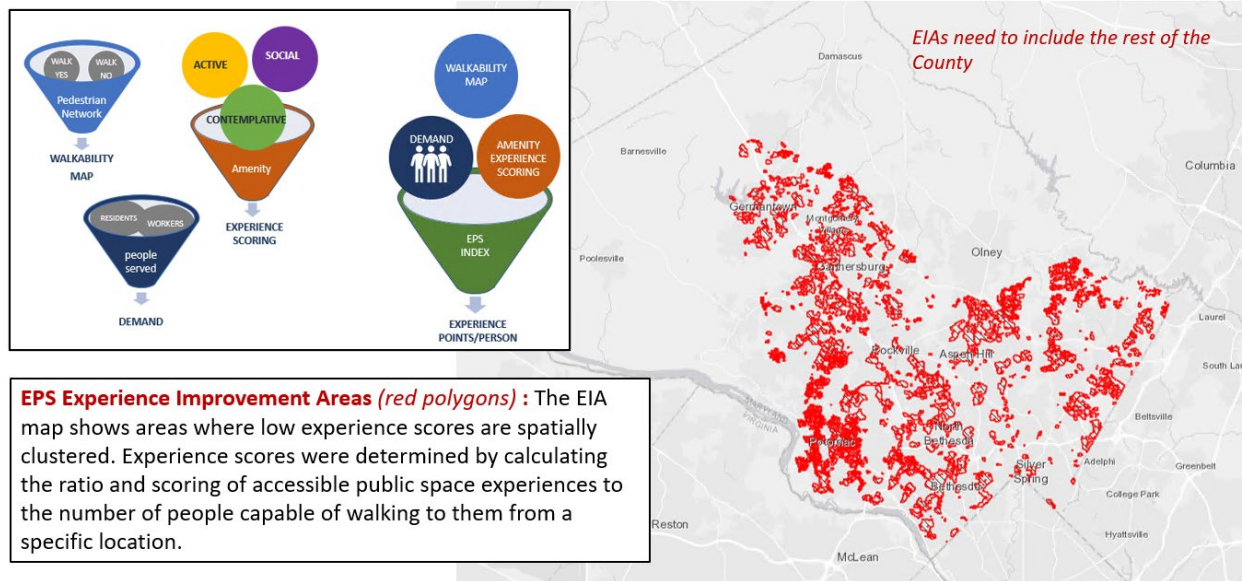 WALK
YES
WALK
NO
Pedestrian
Network
WALKABILITY
MAP
ACTIVE
SOCIAL
CONTEMPLATIVE
Amenity
EXPERIENCE
SCORING
RESIDENTS
WORKERS
people
served
DEMAND
WALKABILITY
MAP
DEMAND
AMENITY
EXPERIENCE
SCORING
EPS
INDEX
EXPERIENCE
POINTS/PERSON
EPS Experience Improvement Areas (red polygons) : The EIA
map shows areas where low experience scores are spatially
clustered. Experience scores were determined by calculating
the ratio and scoring of accessible public space experiences to
the number of people capable of walking to them from a
specific location.
EIAs need to include the rest of the
County
Damascus
Barnesville
Columbia
Germantown
Montgomery
Village
Poolesville
Gaithersburg
Olney
Laurel
Rockville
Aspen Hill
South La
MARYLAND
VIRGINIA
Beltsville
Potomac
North
Bethesda
Silver
Spring
Adelphi
Greenbelt
Bethesda
College Park
Reston
Hyattsville
McLean